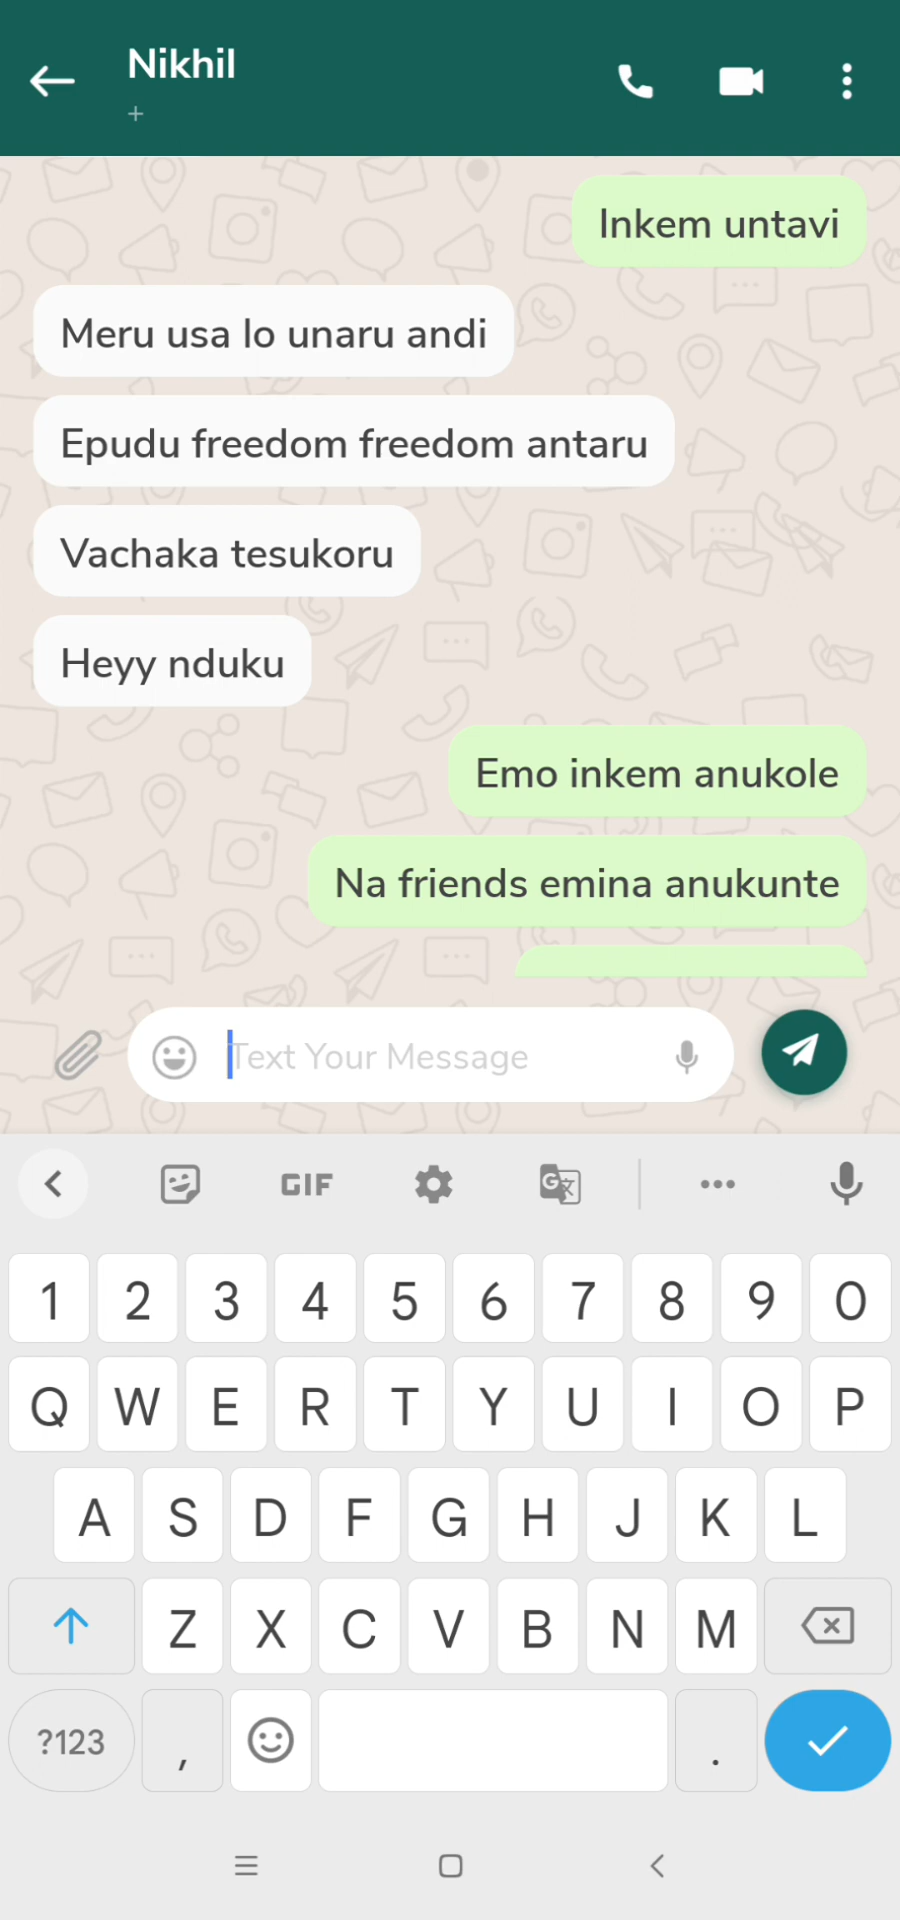 Nikhil
+
Inkem untavi
Meru usa lo unaru andi
Epudu freedom freedom antaru
Vachaka tesukoru
Heyy nduku
Emo inkem anukole
Na friends emina anukunte
Text Your Message
GIF
1 2 3 4 5 6 7 8 9 0
Q W E R T Y U I O P
A S D F G H J K L
Z X C V B N M
?123 , .